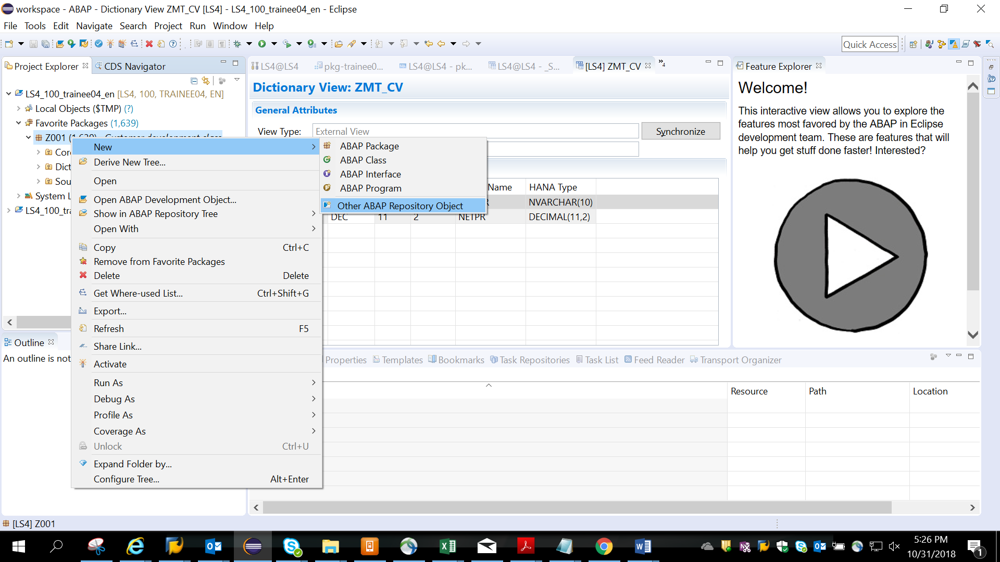 workspace - ABAP - Dictionary View ZMT_CV [LS4] - LS4_100_trainee04_en - Eclipse
File Tools Edit Navigate Search Project Run Window Help
Quick Access
Project Explorer
CDS Navigator
LS4@LS4
pkg-trainee0...
LS4@LS4 - pk...
LS4@LS4 - _S...
[LS4] ZMT_CV
4
Feature Explorer
LS4_100_trainee04_en [LS4, 100, TRAINEE04, EN]
Local Objects ($TMP) (?)
Favorite Packages (1,639)
Z001
Cor
Dict
Sou
System L
LS4_100_tra
Dictionary View: ZMT_CV
General Attributes
View Type:
External View
Synchronize
Name
HANA Type
NVARCHAR(10)
DEC
11
2
NETPR
DECIMAL(11,2)
New
Derive New Tree...
Open
Open ABAP Development Object...
Show in ABAP Repository Tree
Open With
Copy Ctrl+C
Remove from Favorite Packages
Delete Delete
Get Where-used List... Ctrl+Shift+G
Export...
Refresh F5
Share Link...
Activate
Run As
Debug As
Profile As
Coverage As
Unlock Ctrl+U
Expand Folder by...
Configure Tree... Alt+Enter
ABAP Package
ABAP Class
ABAP Interface
ABAP Program
Other ABAP Repository Object
Welcome!
This interactive view allows you to explore the
features most favored by the ABAP in Eclipse
development team. These are features that will
help you get stuff done faster! Interested?
Outline
An outline is not
Properties
Templates
Bookmarks
Task Repositories
Task List
Feed Reader
Transport Organizer
Resource
Path
Location
[LS4] Z001
5:26 PM
10/31/2018
1